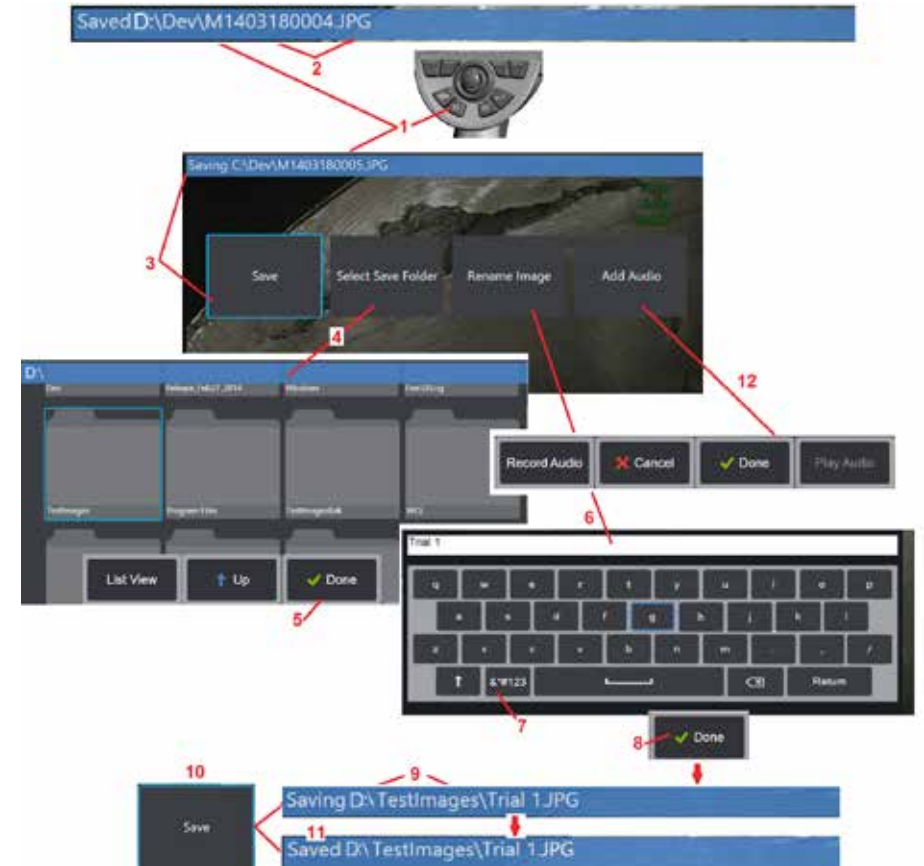 Saved D:\Dev\M1403180004.JPG
2
1
Saving C:\Dev\M1403180005.JPG
3
Save
Select Save Folder
Rename Image
Add Audio
4
12
D:\
Dev
Release_Feb27_2014
Windows
TestImages
Program Files
TestImagesBak
List View
Up
Done
5
Record Audio
Cancel
Done
Play Audio
6
Trial 1
q w e r t y u i o p
a s d f g h j k l
z x c v b n m . , /
&*#123
Return
7
8
Done
10
9
Save
Saving D:\TestImages\Trial 1.JPG
11
Saved D:\TestImages\Trial 1.JPG